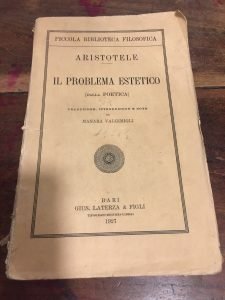 PICCOLA BIBLIOTECA FILOSOFICA
ARISTOTELE
IL PROBLEMA ESTETICO
(DALLA POETICA)
TRADUZIONE, INTRODUZIONE E NOTE
DI
MANARA VALGIMIGLI
BARI
GIUS. LATERZA & FIGLI
1927